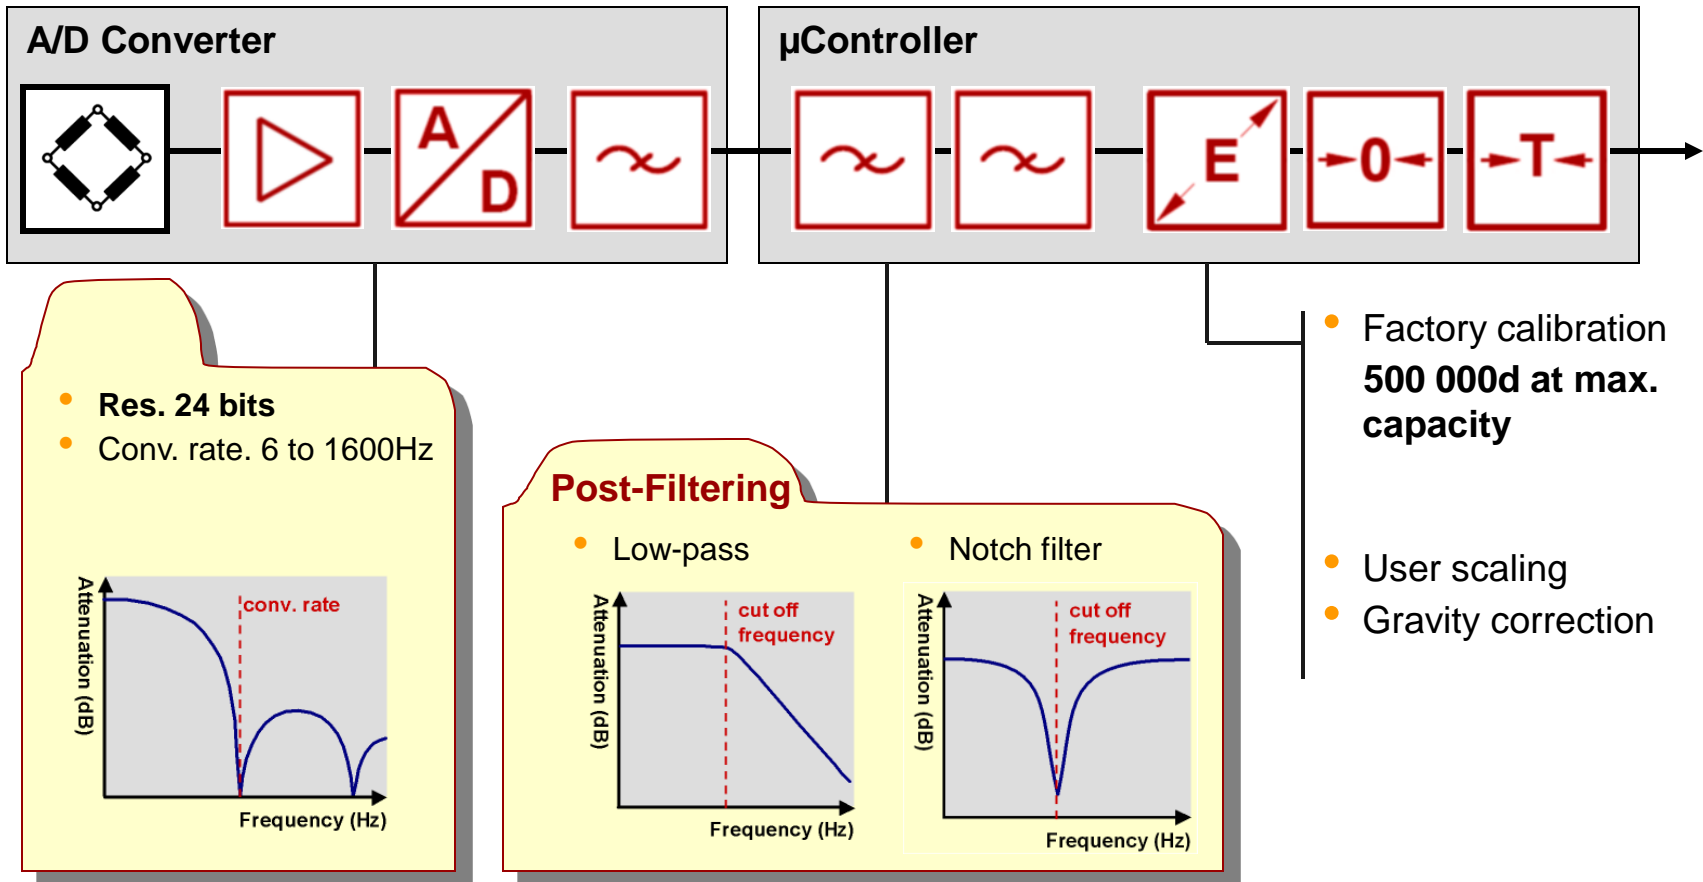 A/D Converter
µController
A
D
E
0
T
Res. 24 bits
Conv. rate. 6 to 1600Hz
Attenuation (dB)
conv. rate
Frequency (Hz)
Post-Filtering
Low-pass
Attenuation (dB)
cut off
frequency
Frequency (Hz)
Notch filter
Attenuation (dB)
cut off
frequency
Frequency (Hz)
Factory calibration
500 000d at max.
capacity
User scaling
Gravity correction